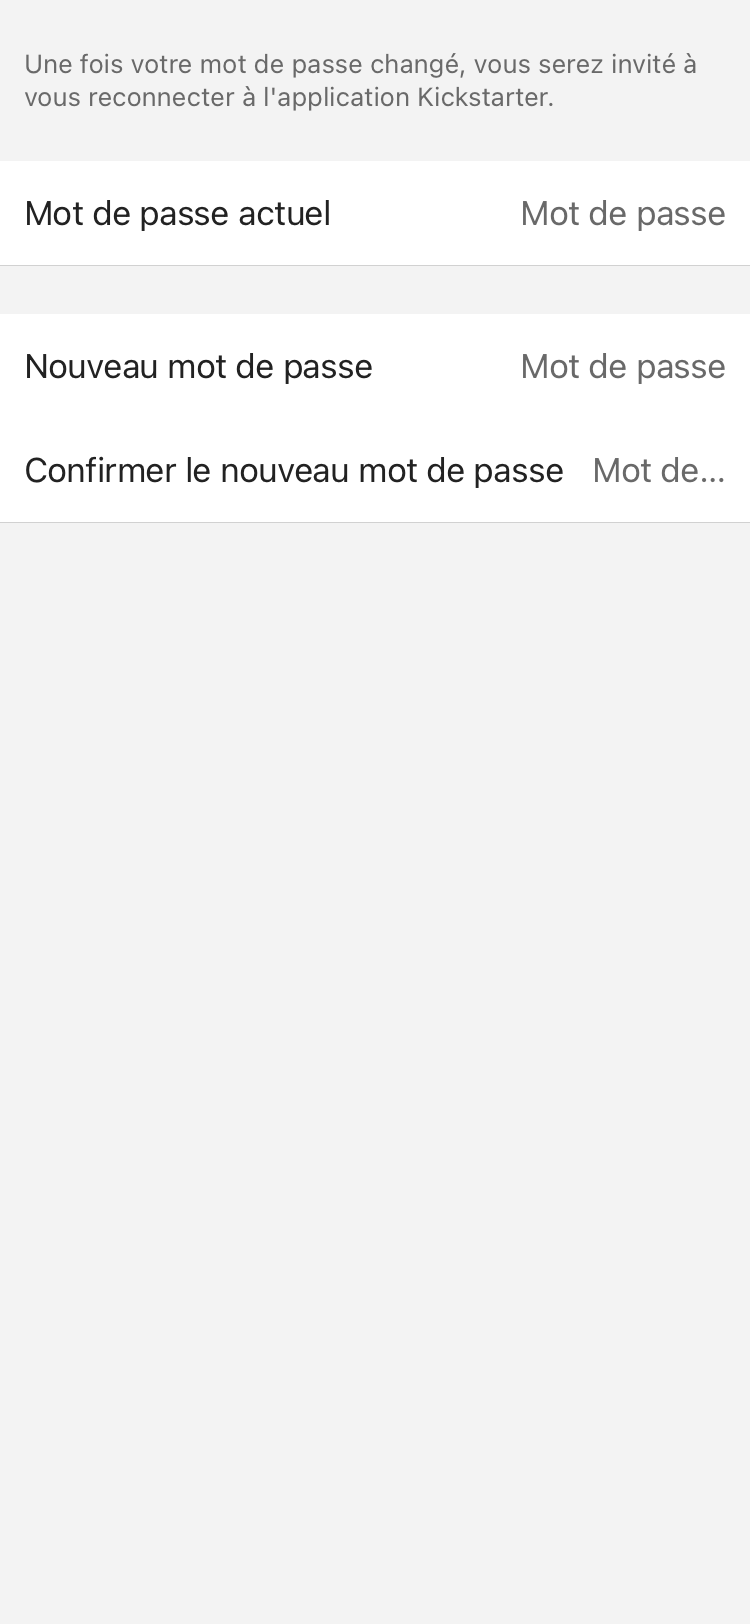 Une fois votre mot de passe changé, vous serez invité à
vous reconnecter à l'application Kickstarter.
Mot de passe actuel Mot de passe
Nouveau mot de passe Mot de passe
Confirmer le nouveau mot de passe Mot de...